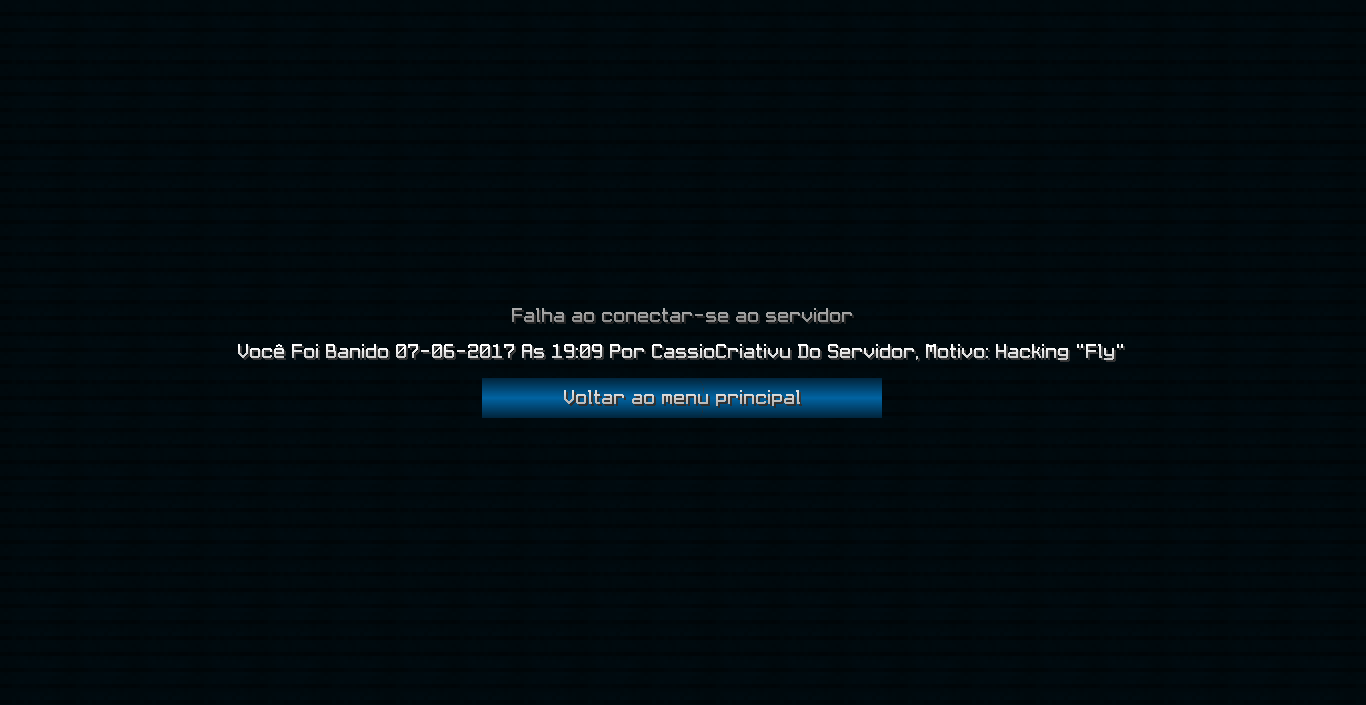 Falha ao conectar-se ao servidor
Você Foi Banido 07-06-2017 As 19:09 Por CassioCriativu Do Servidor, Motivo: Hacking "Fly"
Voltar ao menu principal